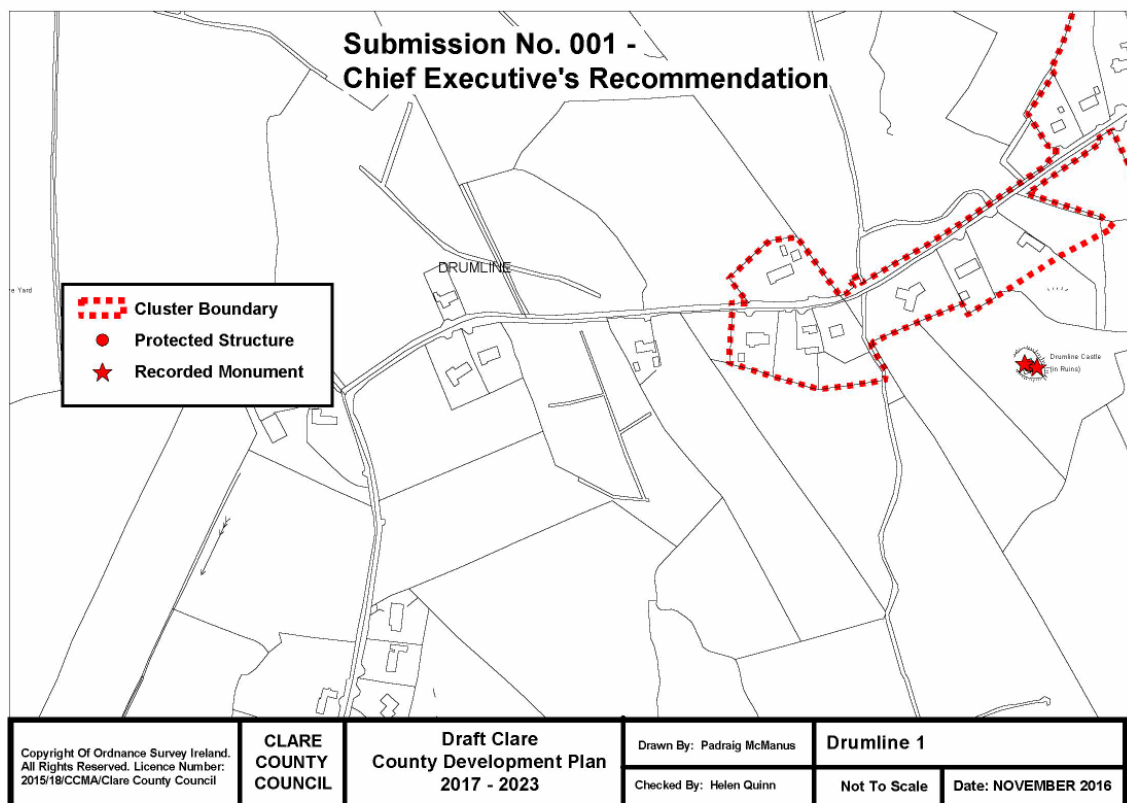 Submission No. 001 -
Chief Executive's Recommendation
DRUMLINE
re Yard
Cluster Boundary
Protected Structure
Recorded Monument
Drumline Castle
(in Ruins)
Copyright Of Ordnance Survey Ireland.
All Rights Reserved. Licence Number:
2015/18/CCMA/Clare County Council
CLARE
COUNTY
COUNCIL
Draft Clare
County Development Plan
2017 - 2023
Drawn By: Padraig McManus
Checked By: Helen Quinn
Drumline 1
Not To Scale
Date: NOVEMBER 2016